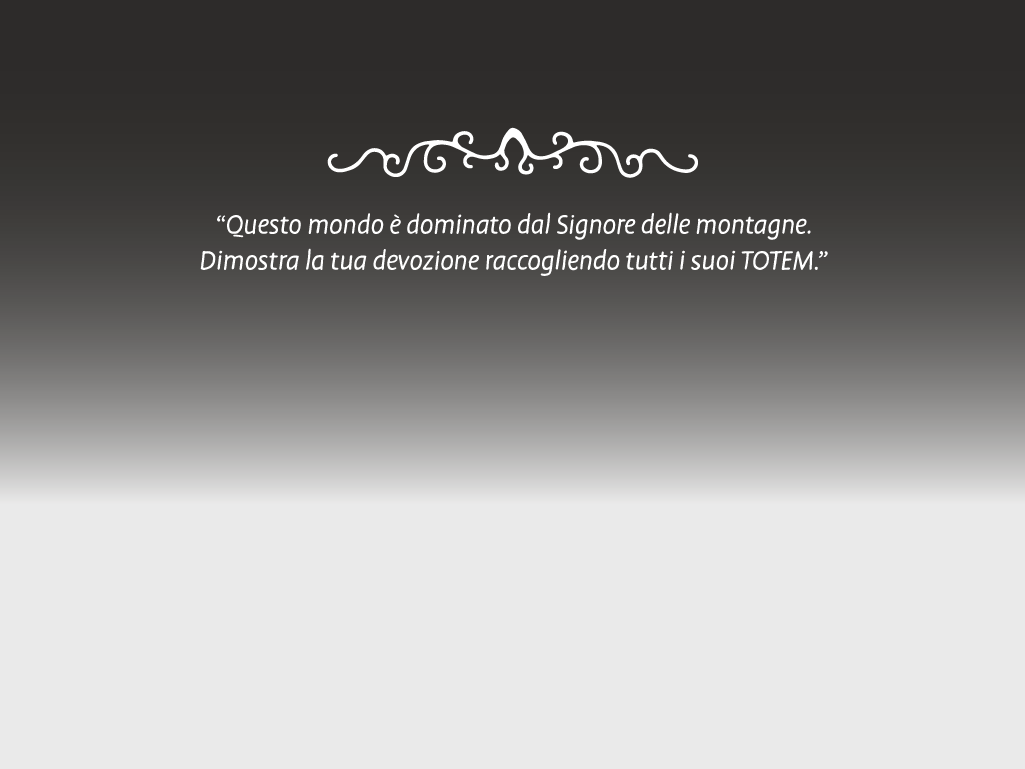 “Questo mondo è dominato dal Signore delle montagne.
Dimostra la tua devozione raccogliendo tutti i suoi TOTEM.”